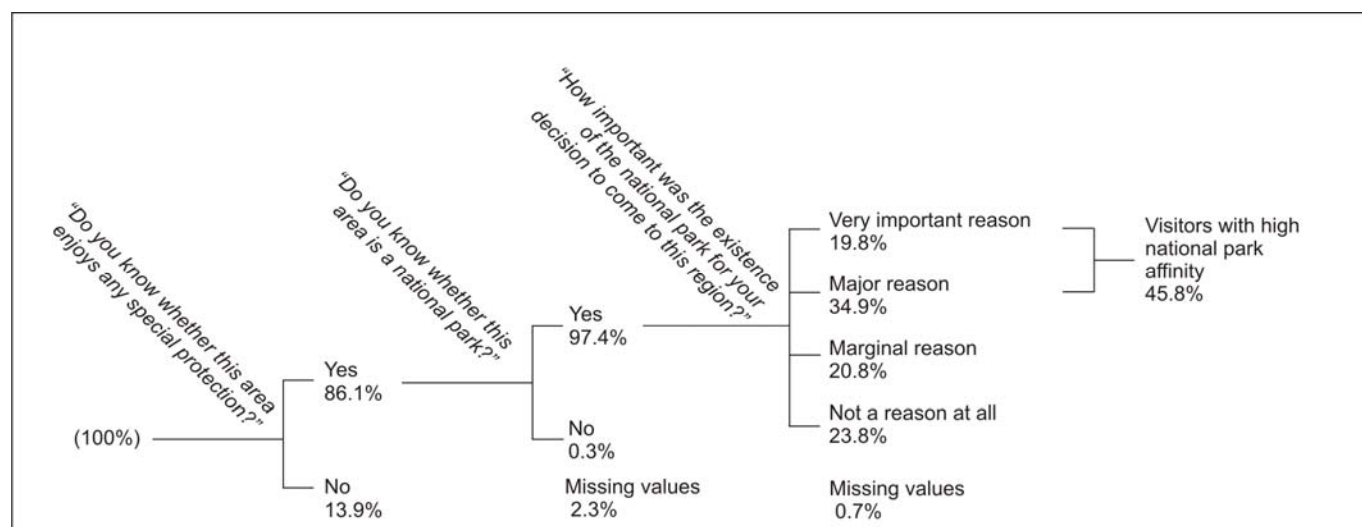 (100%)
“Do you know whether this area
enjoys any special protection?”
Yes
86.1%
No
13.9%
“Do you know whether this
area is a national park?”
Yes
97.4%
No
0.3%
Missing values
2.3%
“How important was the existence
of the national park for your
decision to come to this region?”
Very important reason
19.8%
Major reason
34.9%
Marginal reason
20.8%
Not a reason at all
23.8%
Missing values
0.7%
Visitors with high
national park
affinity
45.8%